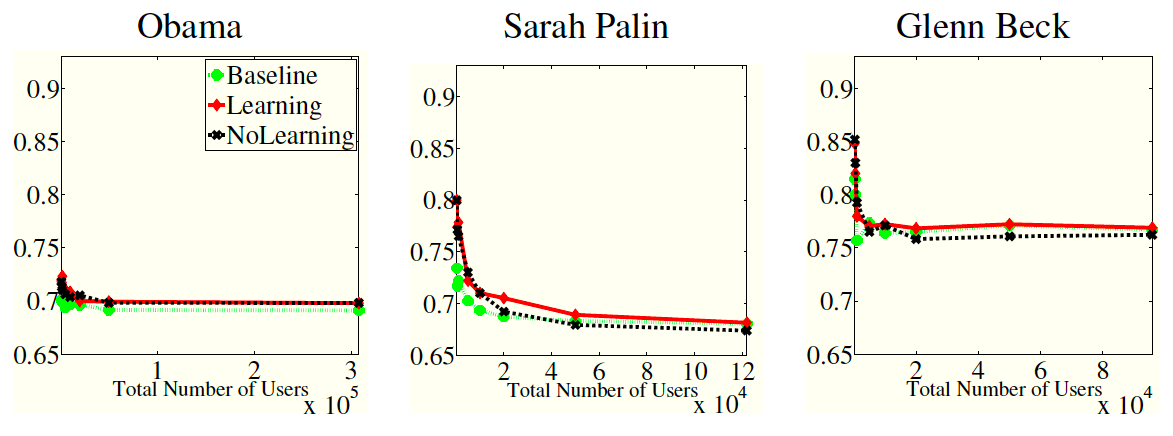 Obama
0.9
0.85
0.8
0.75
0.7
0.65
1 2 3
Total Number of Users
x 10^5
Baseline
Learning
NoLearning
Sarah Palin
0.9
0.85
0.8
0.75
0.7
0.65
2 4 6 8 10 12
Total Number of Users
x 10^4
Glenn Beck
0.9
0.85
0.8
0.75
0.7
0.65
2 4 6 8
Total Number of Users
x 10^4